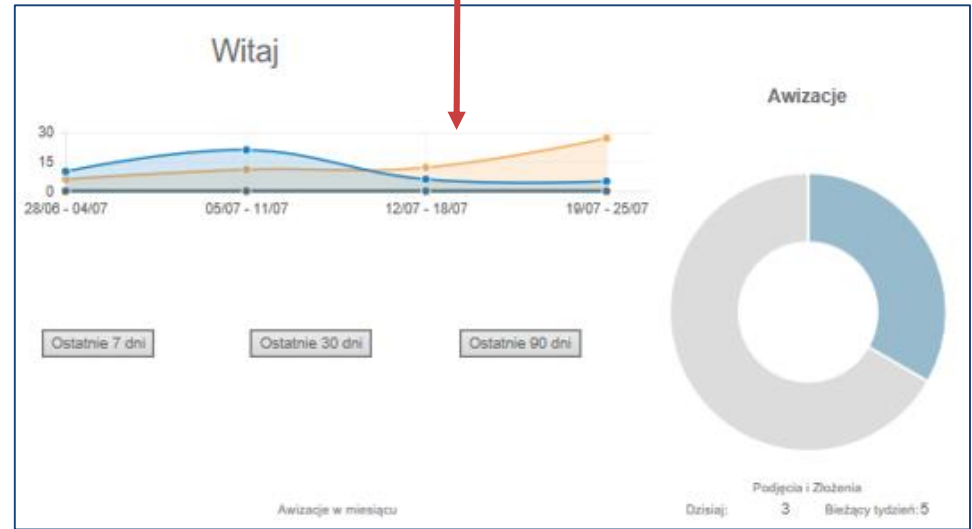 Witaj
Awizacje
30
15
0
28/06 - 04/07 05/07 - 11/07 12/07 - 18/07 19/07 - 25/07
Ostatnie 7 dni Ostatnie 30 dni Ostatnie 90 dni
Podjęcia i Złożenia
Awizacje w miesiącu Dzisiaj: 3 Bieżący tydzień: 5